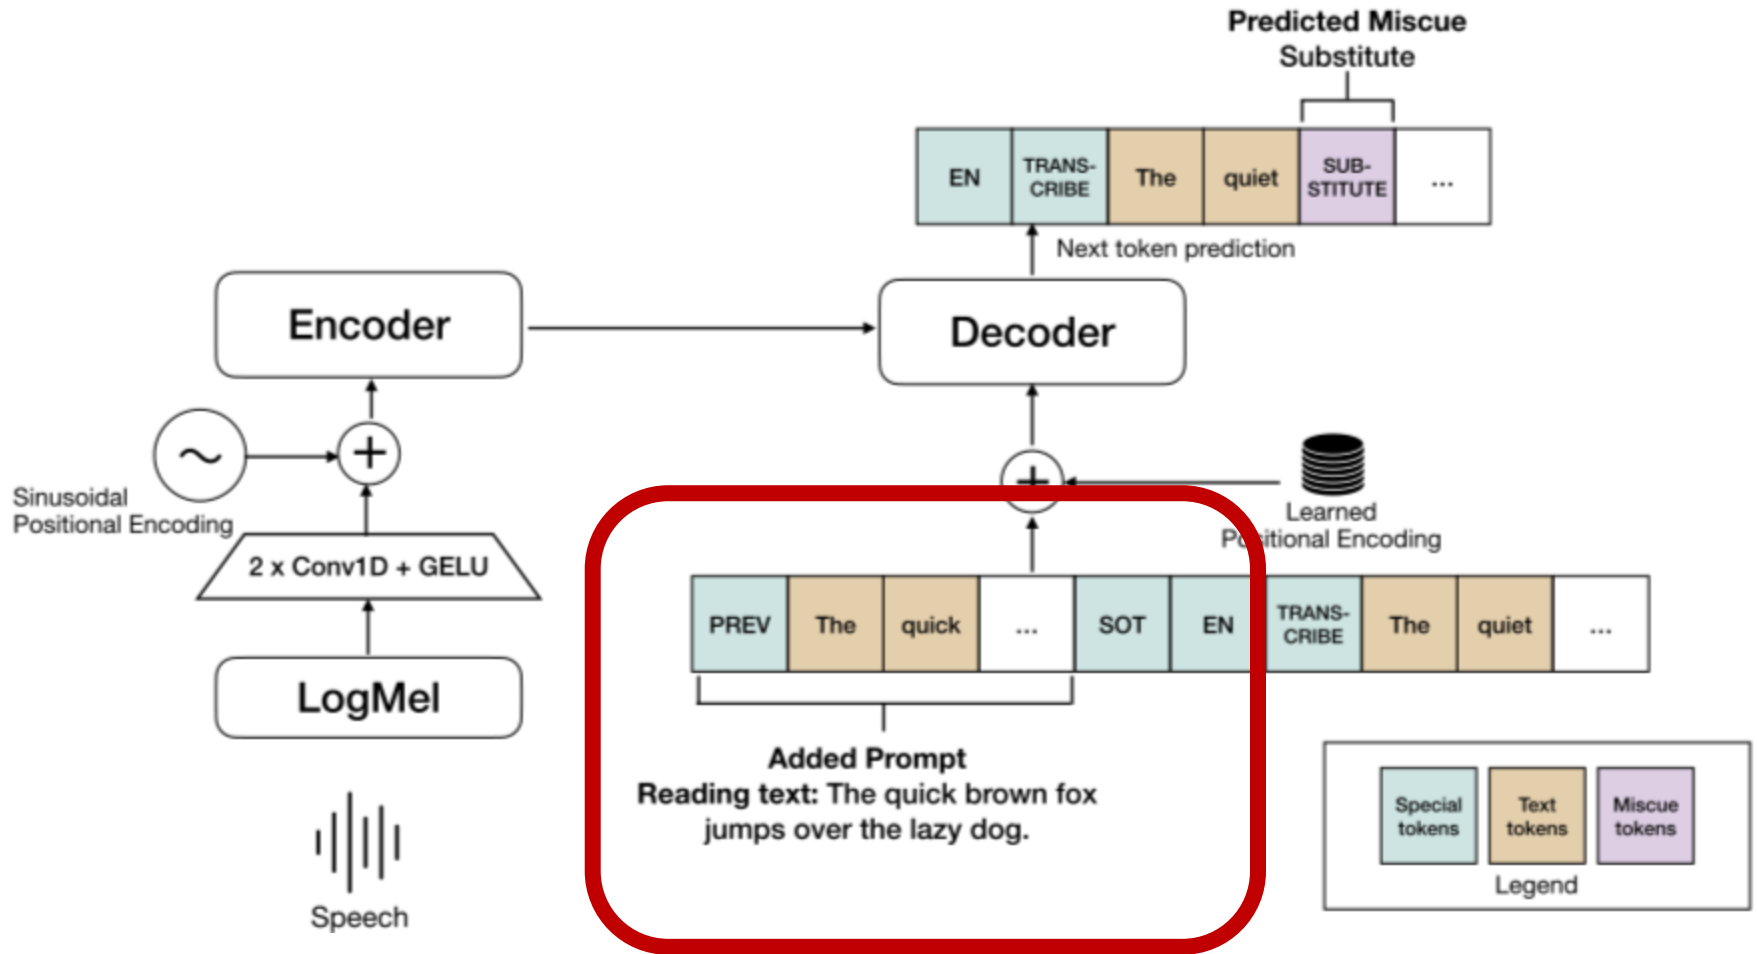 Predicted Miscue
Substitute
EN
TRANS-
CRIBE
The
quiet
SUB-
STITUTE
...
Next token prediction
Encoder
Decoder
Sinusoidal
Positional Encoding
2 x Conv1D + GELU
Learned
Positional Encoding
PREV
The
quick
...
SOT
EN
TRANS-
CRIBE
The
quiet
...
LogMel
Added Prompt
Reading text: The quick brown fox
jumps over the lazy dog.
Speech
Special
tokens
Text
tokens
Miscue
tokens
Legend